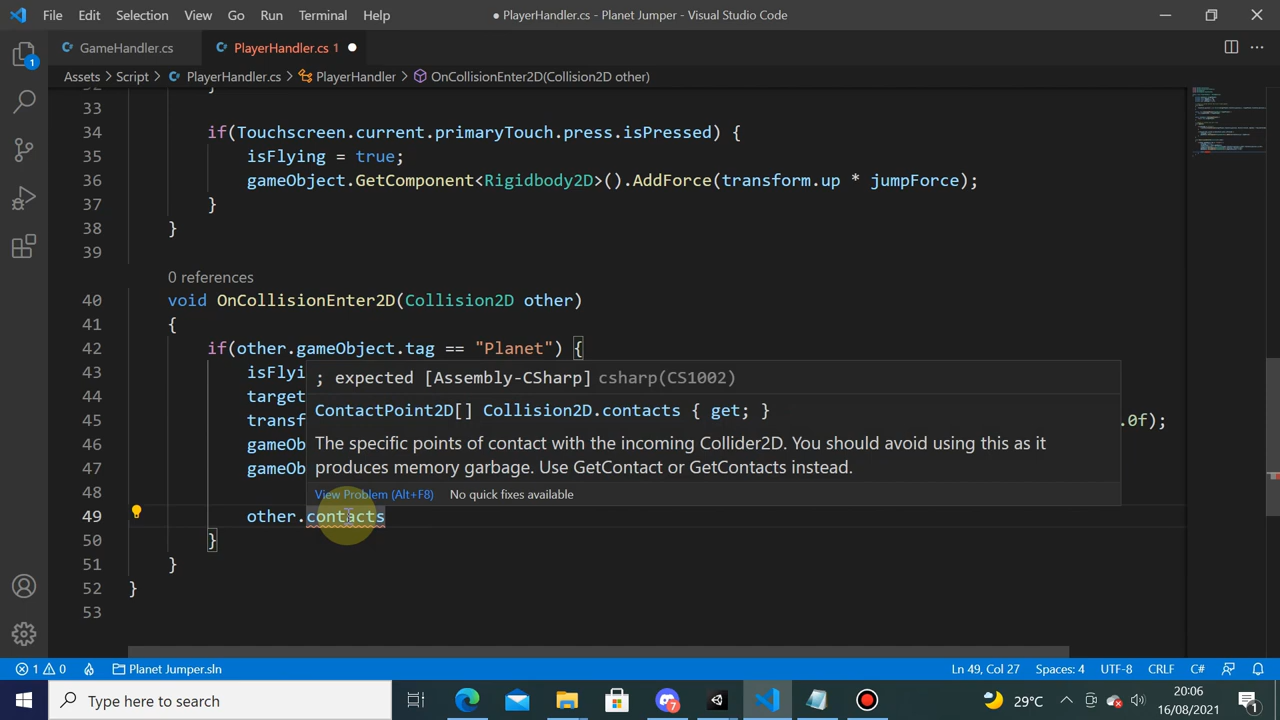 File Edit Selection View Go Run Terminal Help
● PlayerHandler.cs - Planet Jumper - Visual Studio Code
GameHandler.cs
PlayerHandler.cs 1 ●
Assets > Script > PlayerHandler.cs > PlayerHandler > OnCollisionEnter2D(Collision2D other)
32 }
33
34 if(Touchscreen.current.primaryTouch.press.isPressed) {
35 isFlying = true;
36 gameObject.GetComponent<Rigidbody2D>().AddForce(transform.up * jumpForce);
37 }
38 }
39
0 references
40 void OnCollisionEnter2D(Collision2D other)
41 {
42 if(other.gameObject.tag == "Planet") {
43 isFlyi
44 target
45 transf .0f);
46 gameOb
47 gameOb
48
49 other.contacts
50 }
51 }
52 }
53
; expected [Assembly-CSharp] csharp(CS1002)
ContactPoint2D[] Collision2D.contacts { get; }
The specific points of contact with the incoming Collider2D. You should avoid using this as it
produces memory garbage. Use GetContact or GetContacts instead.
View Problem (Alt+F8) No quick fixes available
1
1 0 Planet Jumper.sln
Ln 49, Col 27 Spaces: 4 UTF-8 CRLF C#
Type here to search
7
29°C
20:06
16/08/2021
1